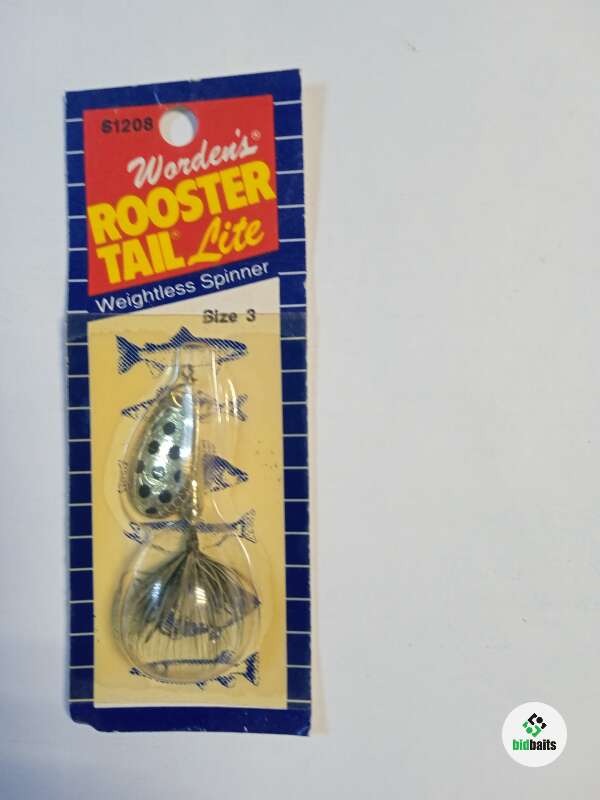 S1208
Worden's®
ROOSTER
TAIL® Lite
Weightless Spinner
Size 3
bidbaits